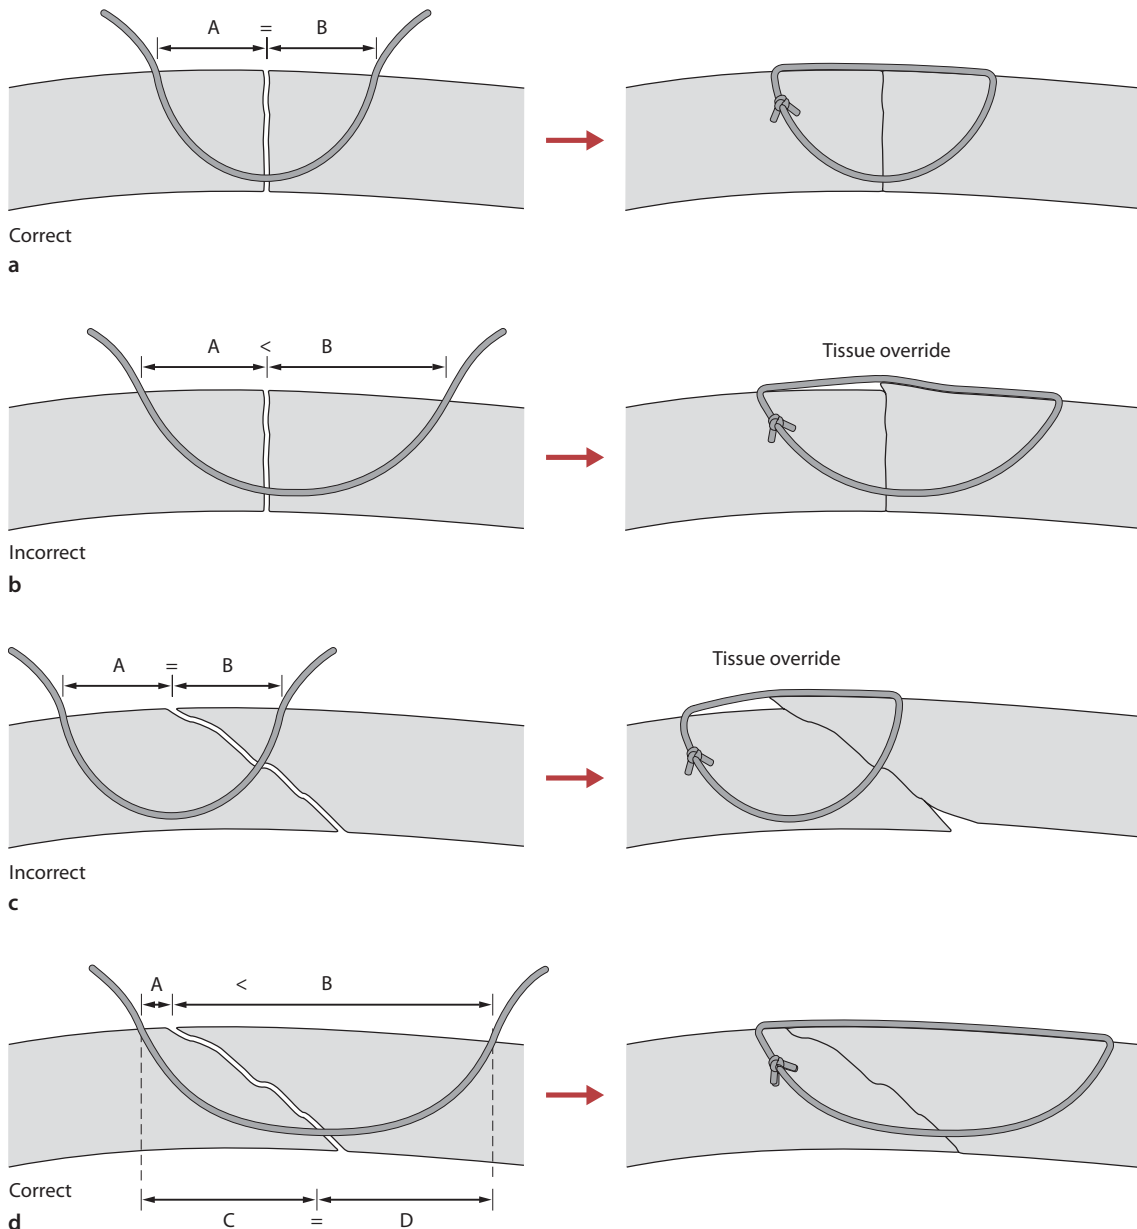 A = B
Correct
a
A < B
Tissue override
Incorrect
b
A = B
Tissue override
Incorrect
c
A < B
Correct
C = D
d